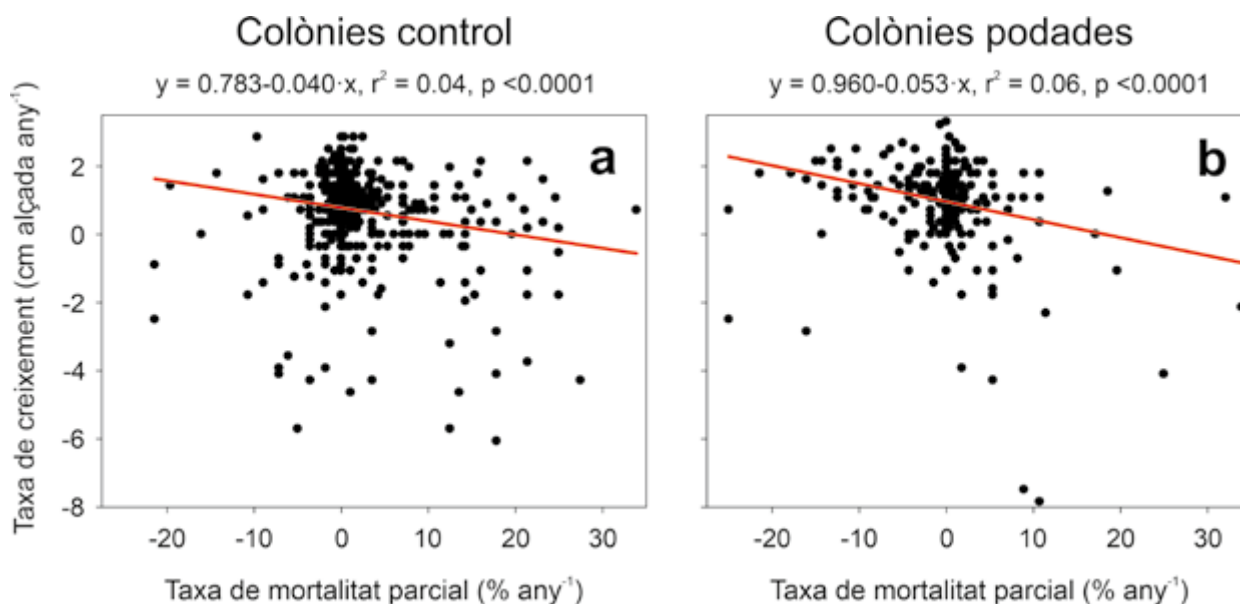 Colònies control
y = 0.783-0.040·x, r² = 0.04, p <0.0001
Colònies podades
y = 0.960-0.053·x, r² = 0.06, p <0.0001
Taxa de creixement (cm alçada any⁻¹)
2
0
-2
-4
-6
-8
a
b
-20 -10 0 10 20 30
-20 -10 0 10 20 30
Taxa de mortalitat parcial (% any⁻¹)
Taxa de mortalitat parcial (% any⁻¹)